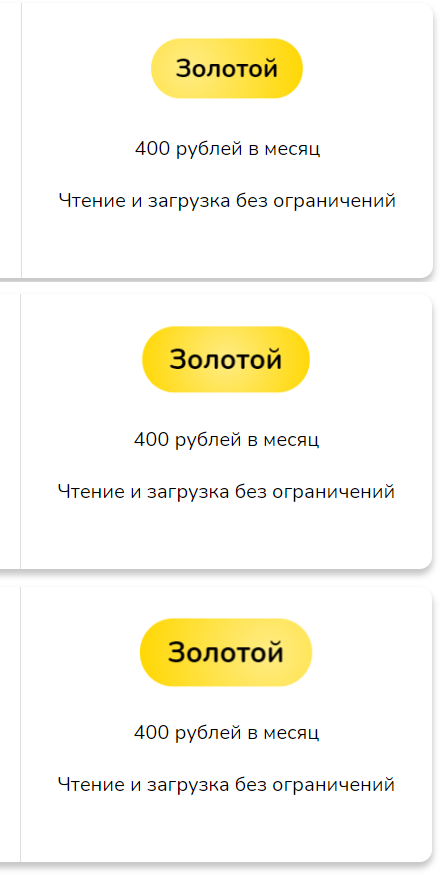 Золотой
400 рублей в месяц
Чтение и загрузка без ограничений
Золотой
400 рублей в месяц
Чтение и загрузка без ограничений
Золотой
400 рублей в месяц
Чтение и загрузка без ограничений